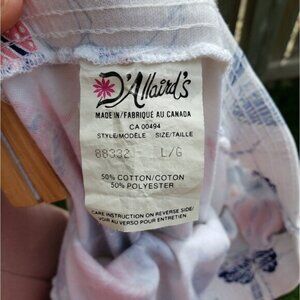 D'Allaird's
MADE IN/FABRIQUÉ AU CANADA
CA 00494
STYLE/MODÈLE SIZE/TAILLE
88332 L/G
50% COTTON/COTON
50% POLYESTER
CARE INSTRUCTION ON REVERSE SIDE/
VOIR AU VERSO POUR ENTRETIEN